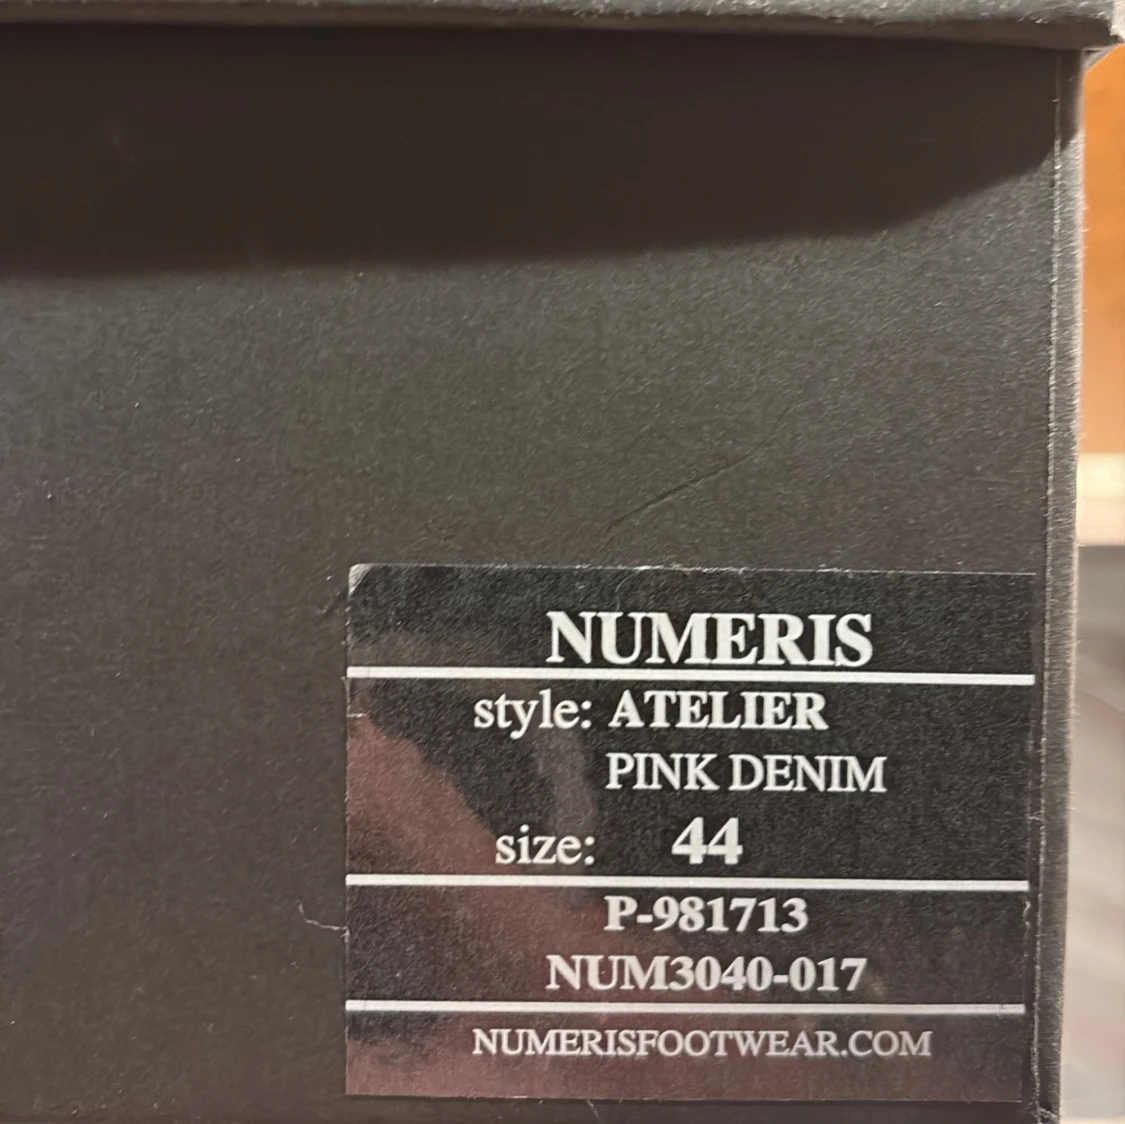 NUMERIS
style: ATELIER
PINK DENIM
size: 44
P-981713
NUM3040-017
NUMERISFOOTWEAR.COM